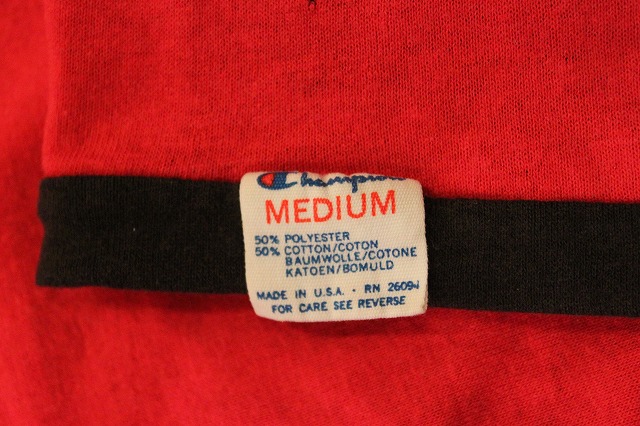 Champion
MEDIUM
50% POLYESTER
50% COTTON/COTON
BAUMWOLLE/COTONE
KATOEN/BOMULD
MADE IN U.S.A. - RN 26094
FOR CARE SEE REVERSE